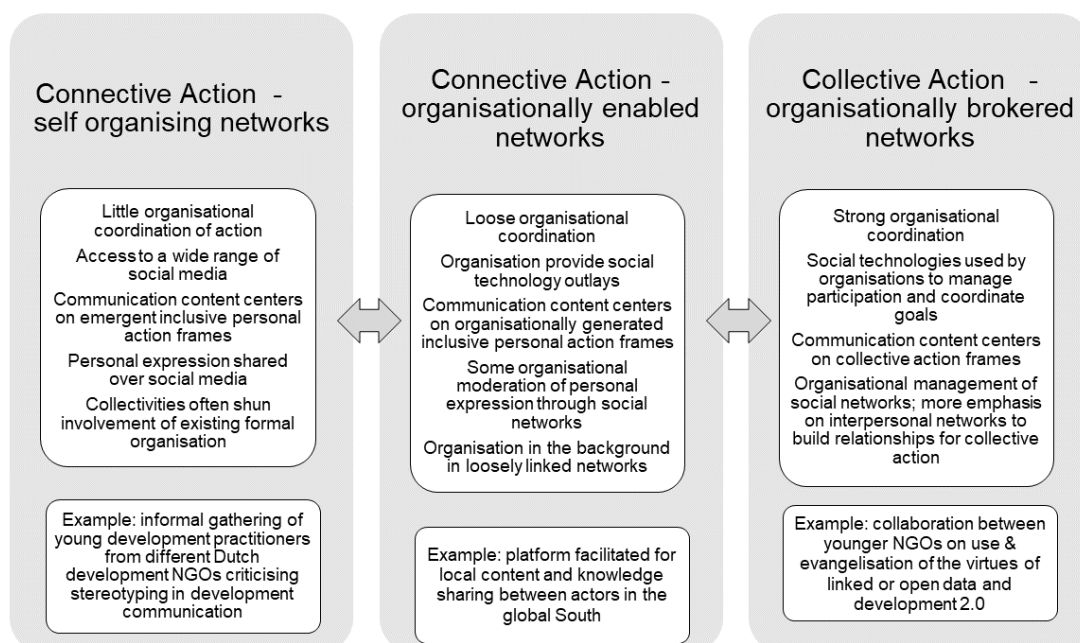 Connective Action -
self organising networks
Little organisational
coordination of action
Access to a wide range of
social media
Communication content centers
on emergent inclusive personal
action frames
Personal expression shared
over social media
Collectivities often shun
involvement of existing formal
organisation
Example: informal gathering of
young development practitioners
from different Dutch
development NGOs criticising
stereotyping in development
communication
Connective Action -
organisationally enabled
networks
Loose organisational
coordination
Organisation provide social
technology outlays
Communication content centers
on organisationally generated
inclusive personal action frames
Some organisational
moderation of personal
expression through social
networks
Organisation in the background
in loosely linked networks
Example: platform facilitated for
local content and knowledge
sharing between actors in the
global South
Collective Action -
organisationally brokered
networks
Strong organisational
coordination
Social technologies used by
organisations to manage
participation and coordinate
goals
Communication content centers
on collective action frames
Organisational management of
social networks; more emphasis
on interpersonal networks to
build relationships for collective
action
Example: collaboration between
younger NGOs on use &
evangelisation of the virtues of
linked or open data and
development 2.0